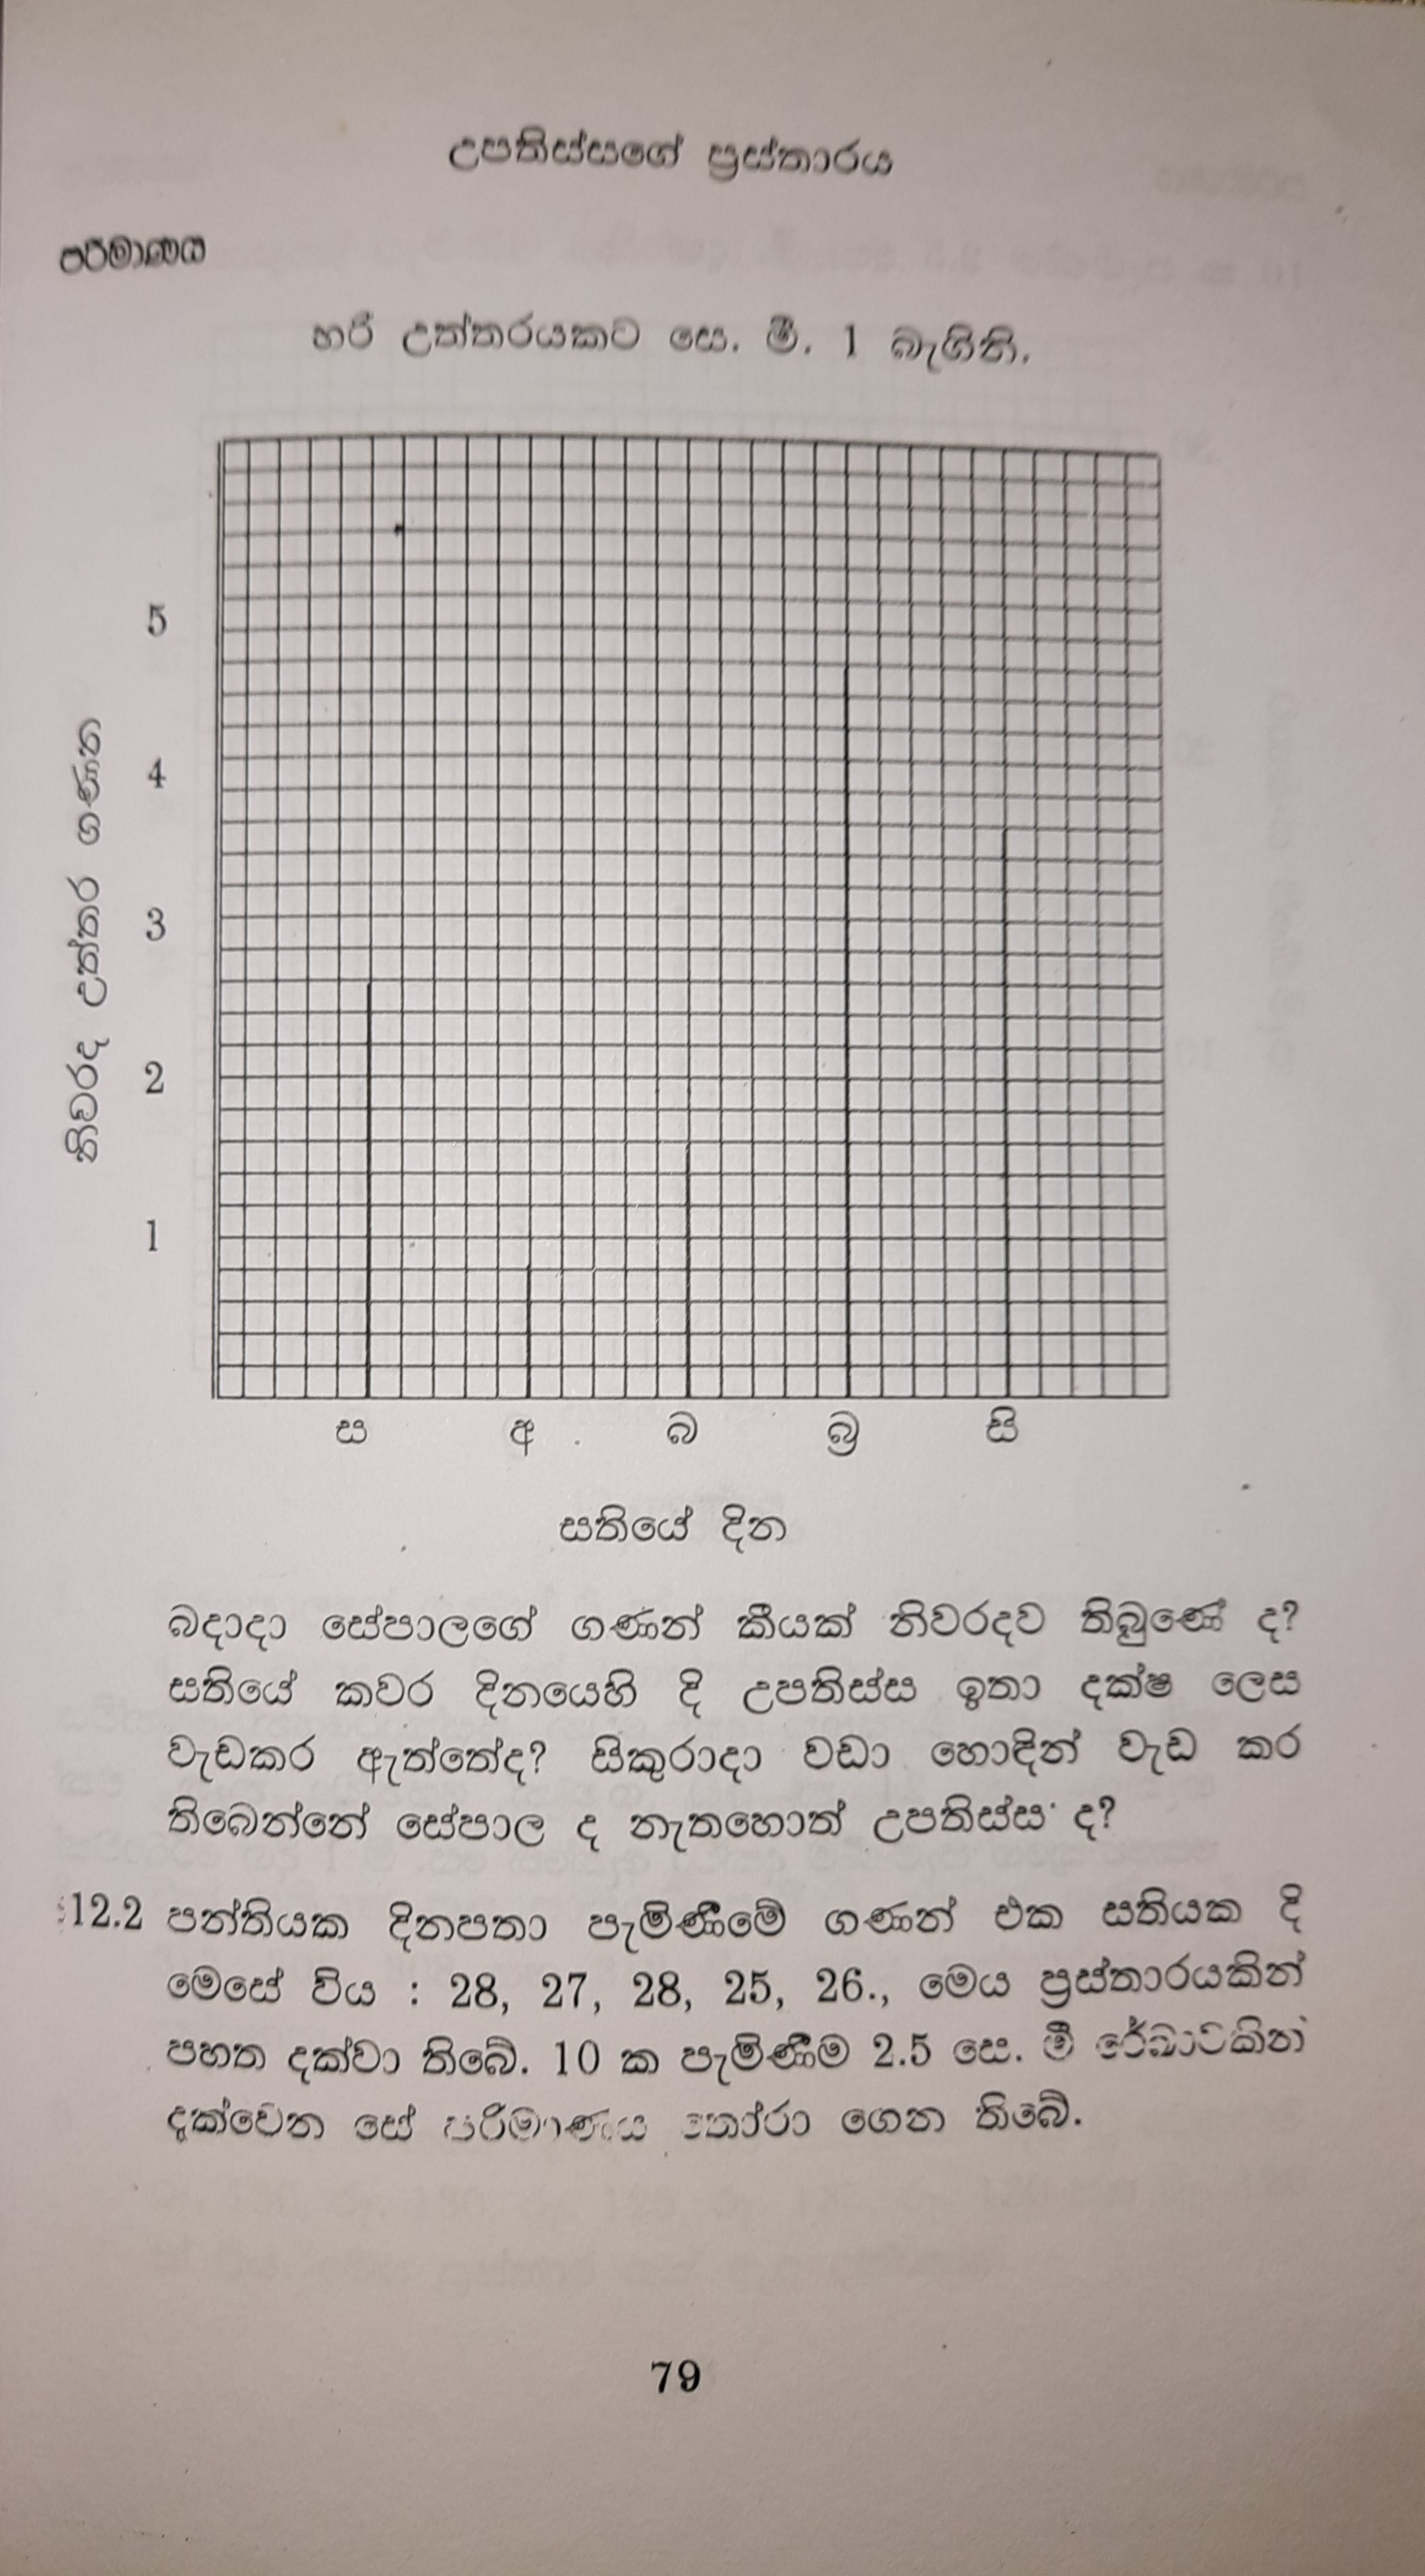 උපතිස්සගේ ප්‍රස්තාරය
පරිමාණය
හරි උත්තරයකට සෙ. මී. 1 බැගිනි.
නිවරද උත්තර ගණන
5
4
3
2
1
ස අ බ බ්‍ර සි
සතියේ දින
බදාදා සේපාලගේ ගණන් කීයක් නිවරදව තිබුණේ ද?
සතියේ කවර දිනයෙහි දි උපතිස්ස ඉතා දක්ෂ ලෙස
වැඩකර ඇත්තේද? සිකුරාදා වඩා හොඳින් වැඩ කර
තිබෙන්නේ සේපාල ද නැතහොත් උපතිස්ස ද?
12.2 පන්තියක දිනපතා පැමිණීමේ ගණන් එක සතියක දි
මෙසේ විය : 28, 27, 28, 25, 26., මෙය ප්‍රස්තාරයකින්
පහත දක්වා තිබේ. 10 ක පැමිණීම 2.5 සෙ. මී රේඛාවකින්
දක්වෙන සේ පරිමාණය තෝරා ගෙන තිබේ.
79